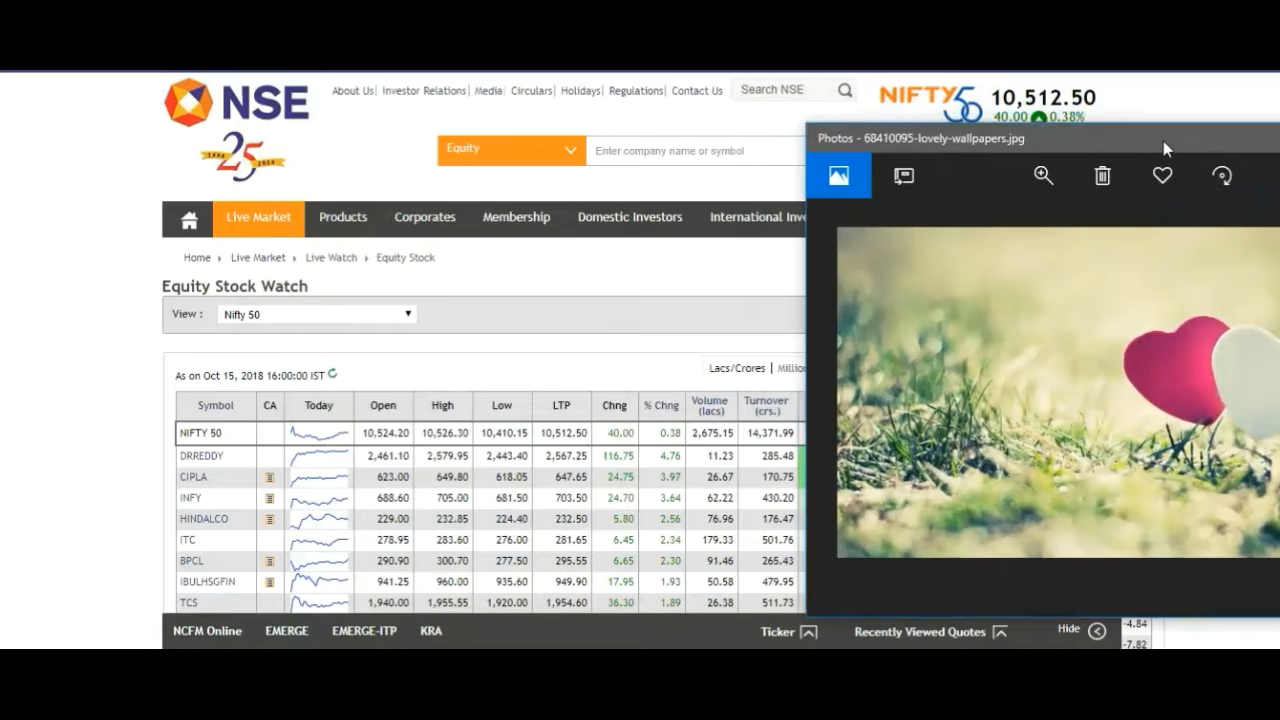 NSE
About Us| Investor Relations| Media| Circulars| Holidays| Regulations| Contact Us
Search NSE
NIFTY50
10,512.50
40.00 0.38%
25
Equity
Enter company name or symbol
Photos - 68410095-lovely-wallpapers.jpg
Live Market Products Corporates Membership Domestic Investors International Inve
Home Live Market Live Watch Equity Stock
Equity Stock Watch
View : Nifty 50
As on Oct 15, 2018 16:00:00 IST
Lacs/Crores | Millio
Symbol CA Today Open High Low LTP Chng % Chng Volume (lacs) Turnover (crs.)
NIFTY 50 10,524.20 10,526.30 10,410.15 10,512.50 40.00 0.38 2,675.15 14,371.99
DRREDDY 2,461.10 2,579.95 2,443.40 2,567.25 116.75 4.76 11.23 285.48
CIPLA 623.00 649.80 618.05 647.65 24.75 3.97 26.67 170.75
INFY 688.60 705.00 681.50 703.50 24.70 3.64 62.22 430.20
HINDALCO 229.00 232.85 224.40 232.50 5.80 2.56 76.96 176.47
ITC 278.95 283.60 276.00 281.65 6.45 2.34 179.33 501.76
BPCL 290.90 300.70 277.50 295.55 6.65 2.30 91.46 265.43
IBULHSGFIN 941.25 960.00 935.60 949.90 17.95 1.93 50.58 479.95
TCS 1,940.00 1,955.55 1,920.00 1,954.60 36.30 1.89 26.38 511.73
NCFM Online EMERGE EMERGE-ITP KRA Ticker Recently Viewed Quotes Hide
-4.84
-7.82